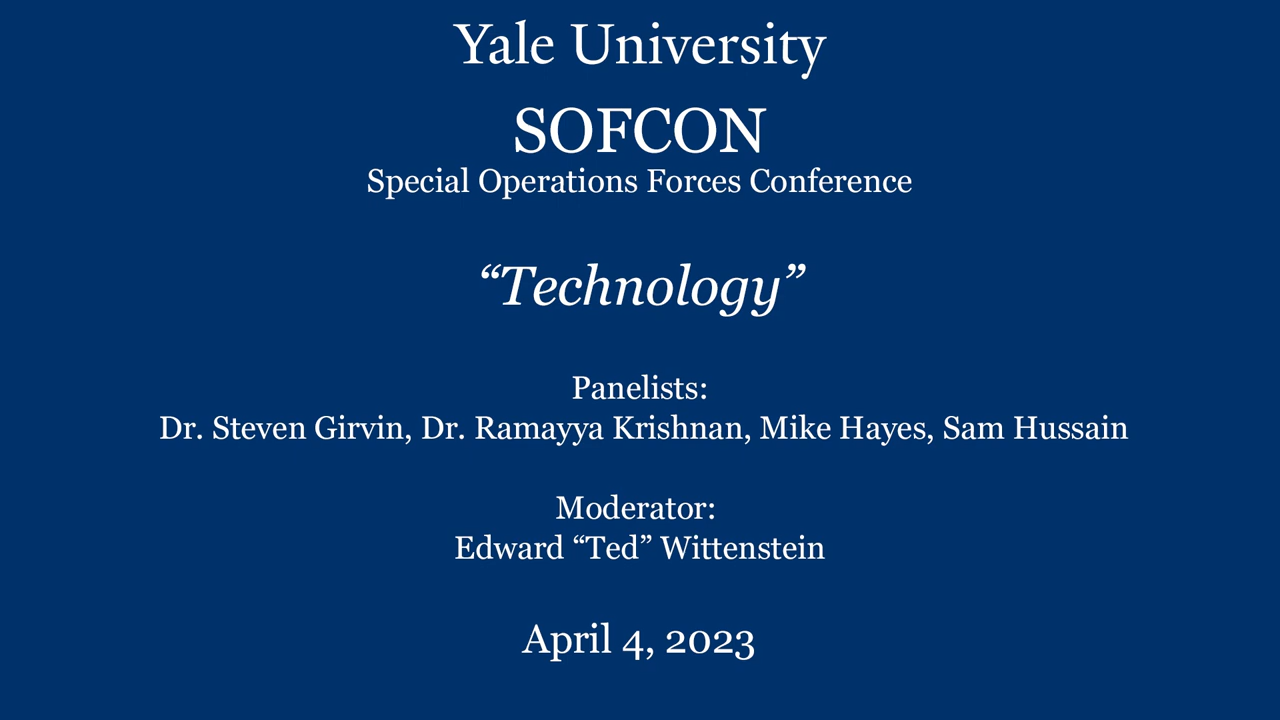 Yale University
SOFCON
Special Operations Forces Conference
“Technology”
Panelists:
Dr. Steven Girvin, Dr. Ramayya Krishnan, Mike Hayes, Sam Hussain
Moderator:
Edward “Ted” Wittenstein
April 4, 2023